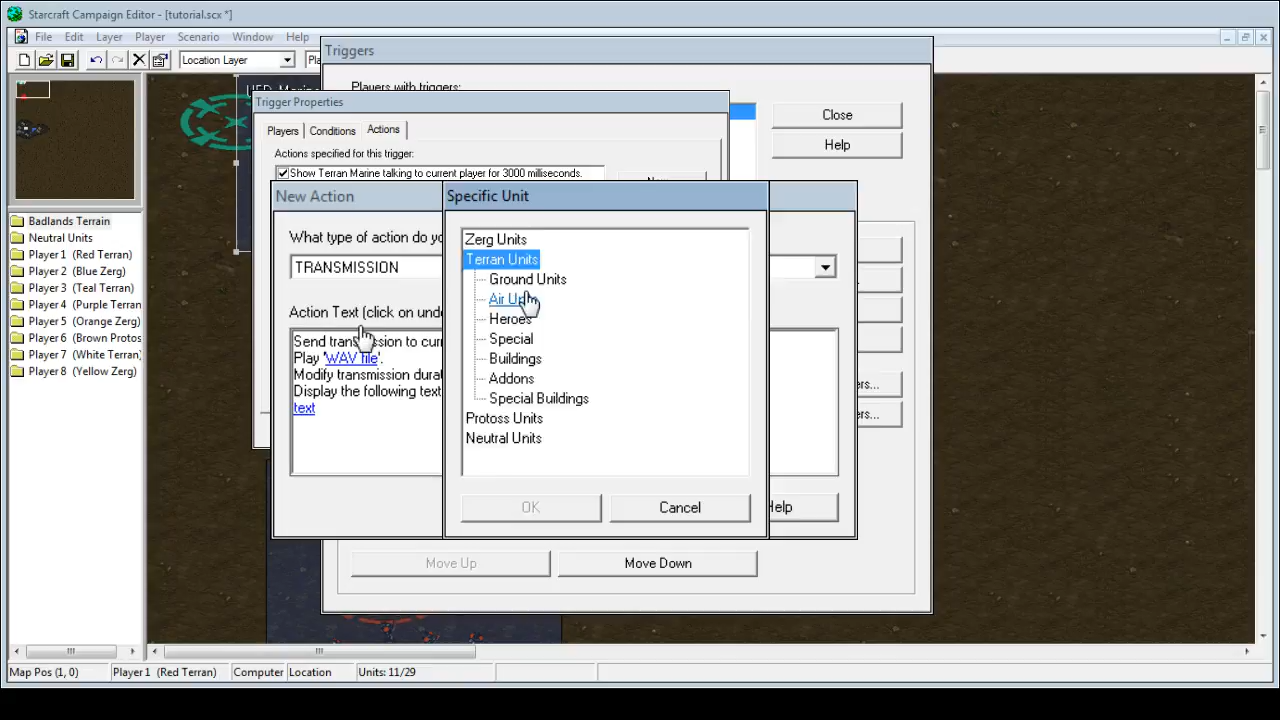 Starcraft Campaign Editor - [tutorial.scx *]
File Edit Layer Player Scenario Window Help
Location Layer
Triggers
Players with triggers:
Close
Help
Trigger Properties
Players Conditions Actions
Actions specified for this trigger:
Show Terran Marine talking to current player for 3000 milliseconds.
New Action
What type of action do yo
TRANSMISSION
Action Text (click on unde
Send transmission to curr
Play 'WAV file'.
Modify transmission durat
Display the following text
text
Help
Specific Unit
Zerg Units
Terran Units
Ground Units
Air Units
Heroes
Special
Buildings
Addons
Special Buildings
Protoss Units
Neutral Units
OK Cancel
ers...
ers...
Move Up Move Down
Badlands Terrain
Neutral Units
Player 1 (Red Terran)
Player 2 (Blue Zerg)
Player 3 (Teal Terran)
Player 4 (Purple Terran
Player 5 (Orange Zerg)
Player 6 (Brown Protos
Player 7 (White Terran)
Player 8 (Yellow Zerg)
Map Pos (1, 0) Player 1 (Red Terran) Computer Location Units: 11/29